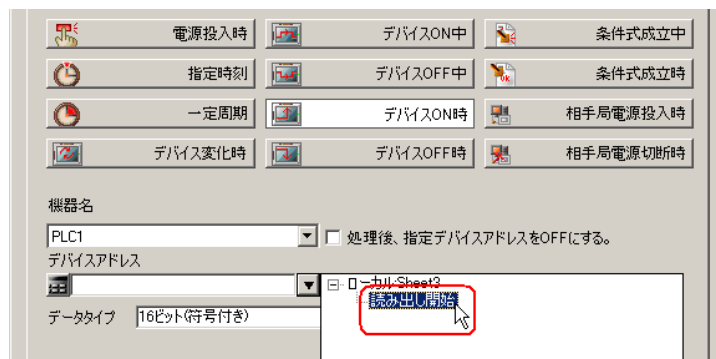 電源投入時 デバイスON中 条件式成立中
指定時刻 デバイスOFF中 条件式成立時
一定周期 デバイスON時 相手局電源投入時
デバイス変化時 デバイスOFF時 相手局電源切断時
機器名
PLC1 処理後、指定デバイスアドレスをOFFにする。
デバイスアドレス
ローカル:Sheet3
読み出し開始
データタイプ 16ビット(符号付き)